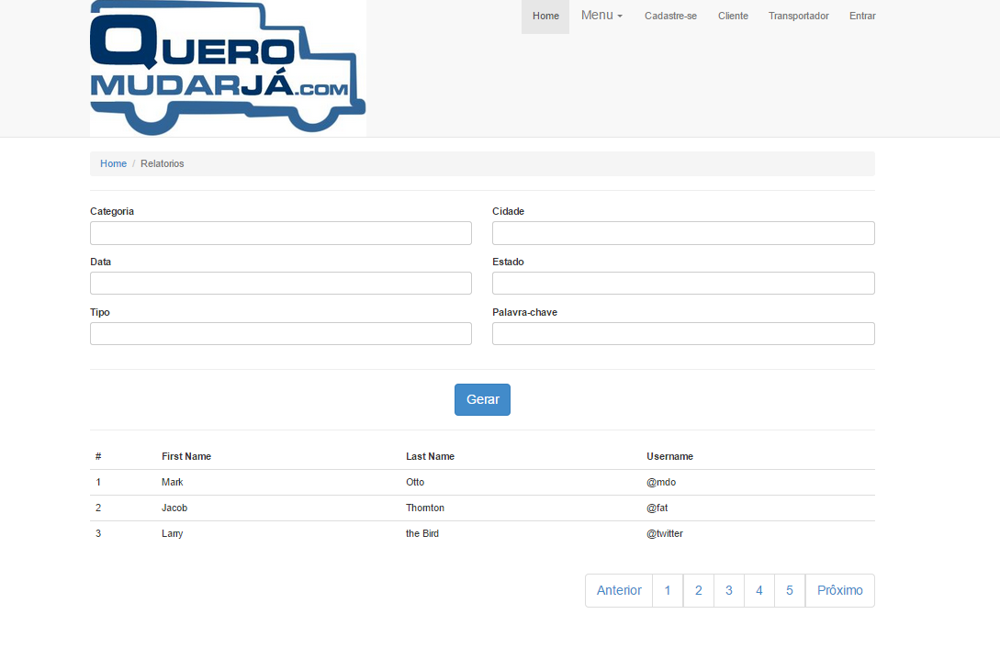 QUERO
MUDARJÁ.COM
Home Menu Cadastre-se Cliente Transportador Entrar
Home / Relatorios
Categoria Cidade
Data Estado
Tipo Palavra-chave
Gerar
# First Name Last Name Username
1 Mark Otto @mdo
2 Jacob Thornton @fat
3 Larry the Bird @twitter
Anterior 1 2 3 4 5 Prôximo